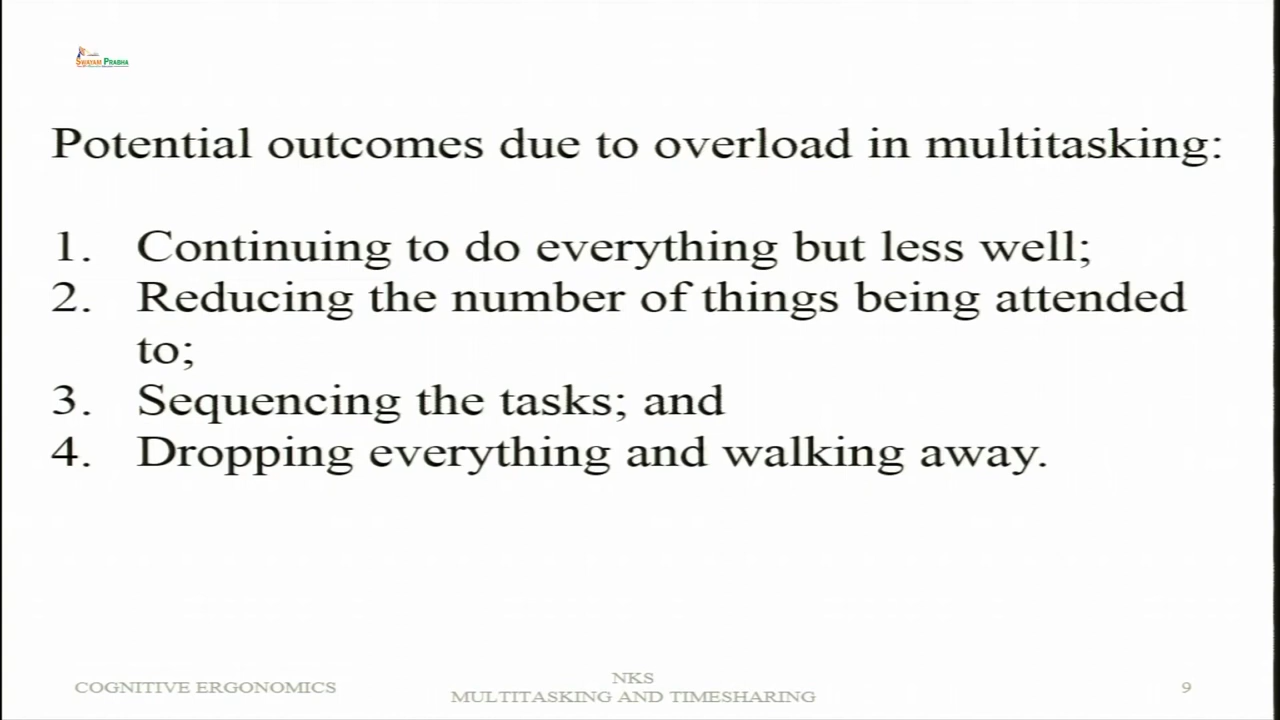 SWAYAM PRABHA
Potential outcomes due to overload in multitasking:
1. Continuing to do everything but less well;
2. Reducing the number of things being attended
to;
3. Sequencing the tasks; and
4. Dropping everything and walking away.
COGNITIVE ERGONOMICS
NKS
MULTITASKING AND TIMESHARING
9